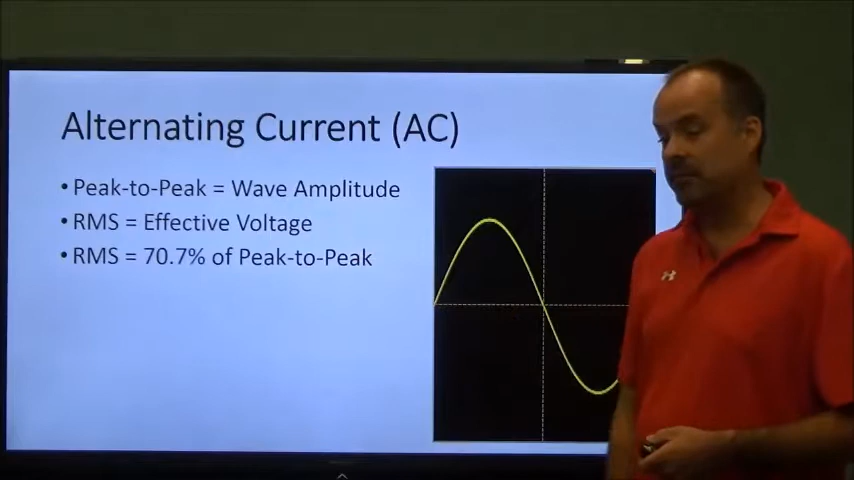 Alternating Current (AC)
• Peak-to-Peak = Wave Amplitude
• RMS = Effective Voltage
• RMS = 70.7% of Peak-to-Peak